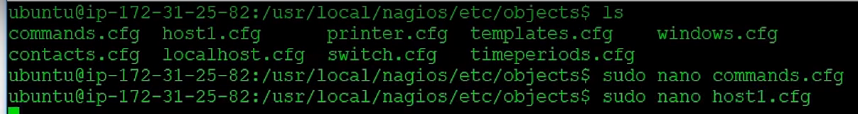 ubuntu@ip-172-31-25-82:/usr/local/nagios/etc/objects$ ls
commands.cfg  host1.cfg      printer.cfg  templates.cfg    windows.cfg
contacts.cfg  localhost.cfg  switch.cfg   timeperiods.cfg
ubuntu@ip-172-31-25-82:/usr/local/nagios/etc/objects$ sudo nano commands.cfg
ubuntu@ip-172-31-25-82:/usr/local/nagios/etc/objects$ sudo nano host1.cfg